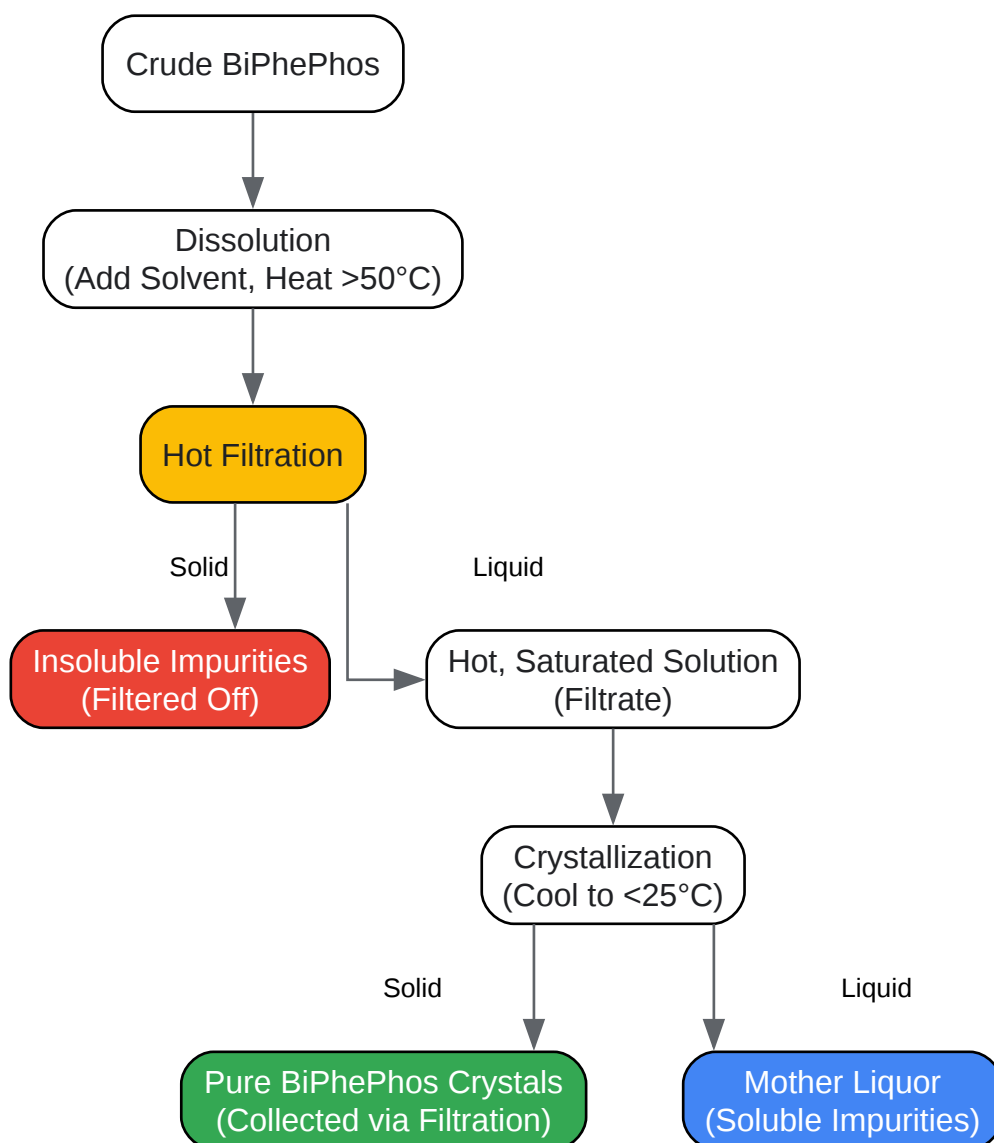 Crude BiPhePhos
Dissolution
(Add Solvent, Heat >50°C)
Hot Filtration
Solid
Liquid
Insoluble Impurities
(Filtered Off)
Hot, Saturated Solution
(Filtrate)
Crystallization
(Cool to <25°C)
Solid
Liquid
Pure BiPhePhos Crystals
(Collected via Filtration)
Mother Liquor
(Soluble Impurities)